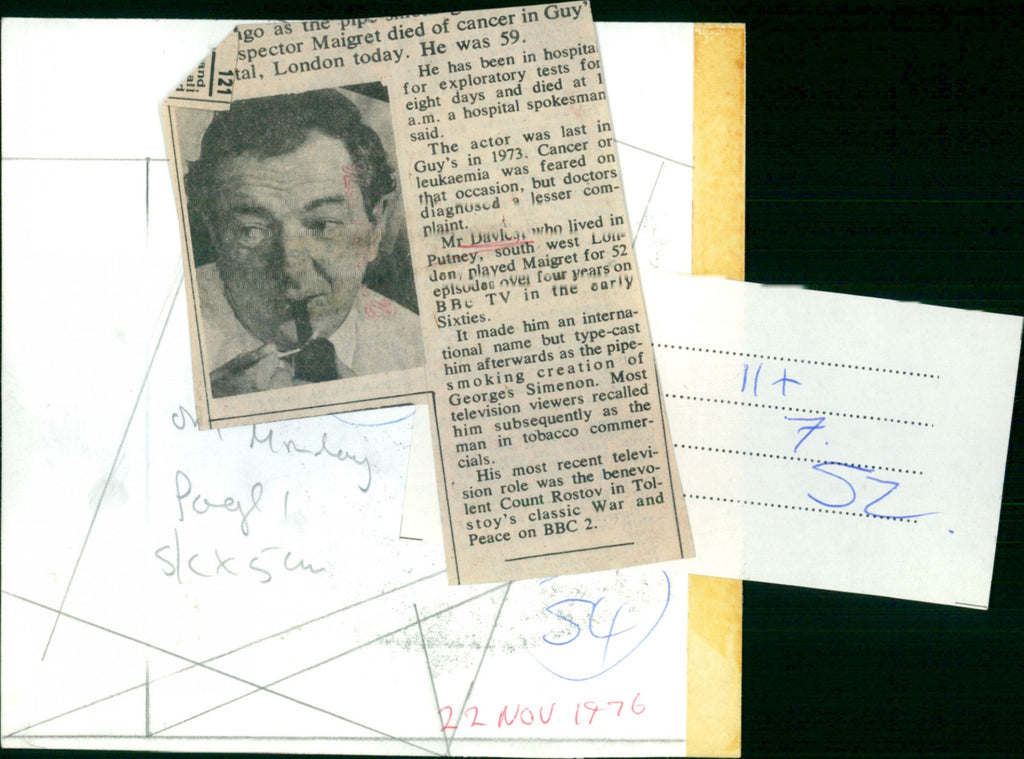 ago as the pipe
spector Maigret died of cancer in Guy'
tal, London today. He was 59.
121
and
He has been in hospita
for exploratory tests for
eight days and died at 1
a.m. a hospital spokesman
said.
The actor was last in
Guy's in 1973. Cancer or
leukaemia was feared on
that occasion, but doctors
diagnosed a lesser com-
plaint.
Mr Davies, who lived in
Putney, south west Lon-
don, played Maigret for 52
episodes over four years on
BBC TV in the early
Sixties.
It made him an interna-
tional name but type-cast
him afterwards as the pipe-
smoking creation of
Georges Simenon. Most
television viewers recalled
him subsequently as the
man in tobacco commer-
cials.
His most recent televi-
sion role was the benevo-
lent Count Rostov in Tol-
stoy's classic War and
Peace on BBC 2.
11+
7.
52.
on Monday
Page 1
S/C x 5cm
54
22 NOV 1976